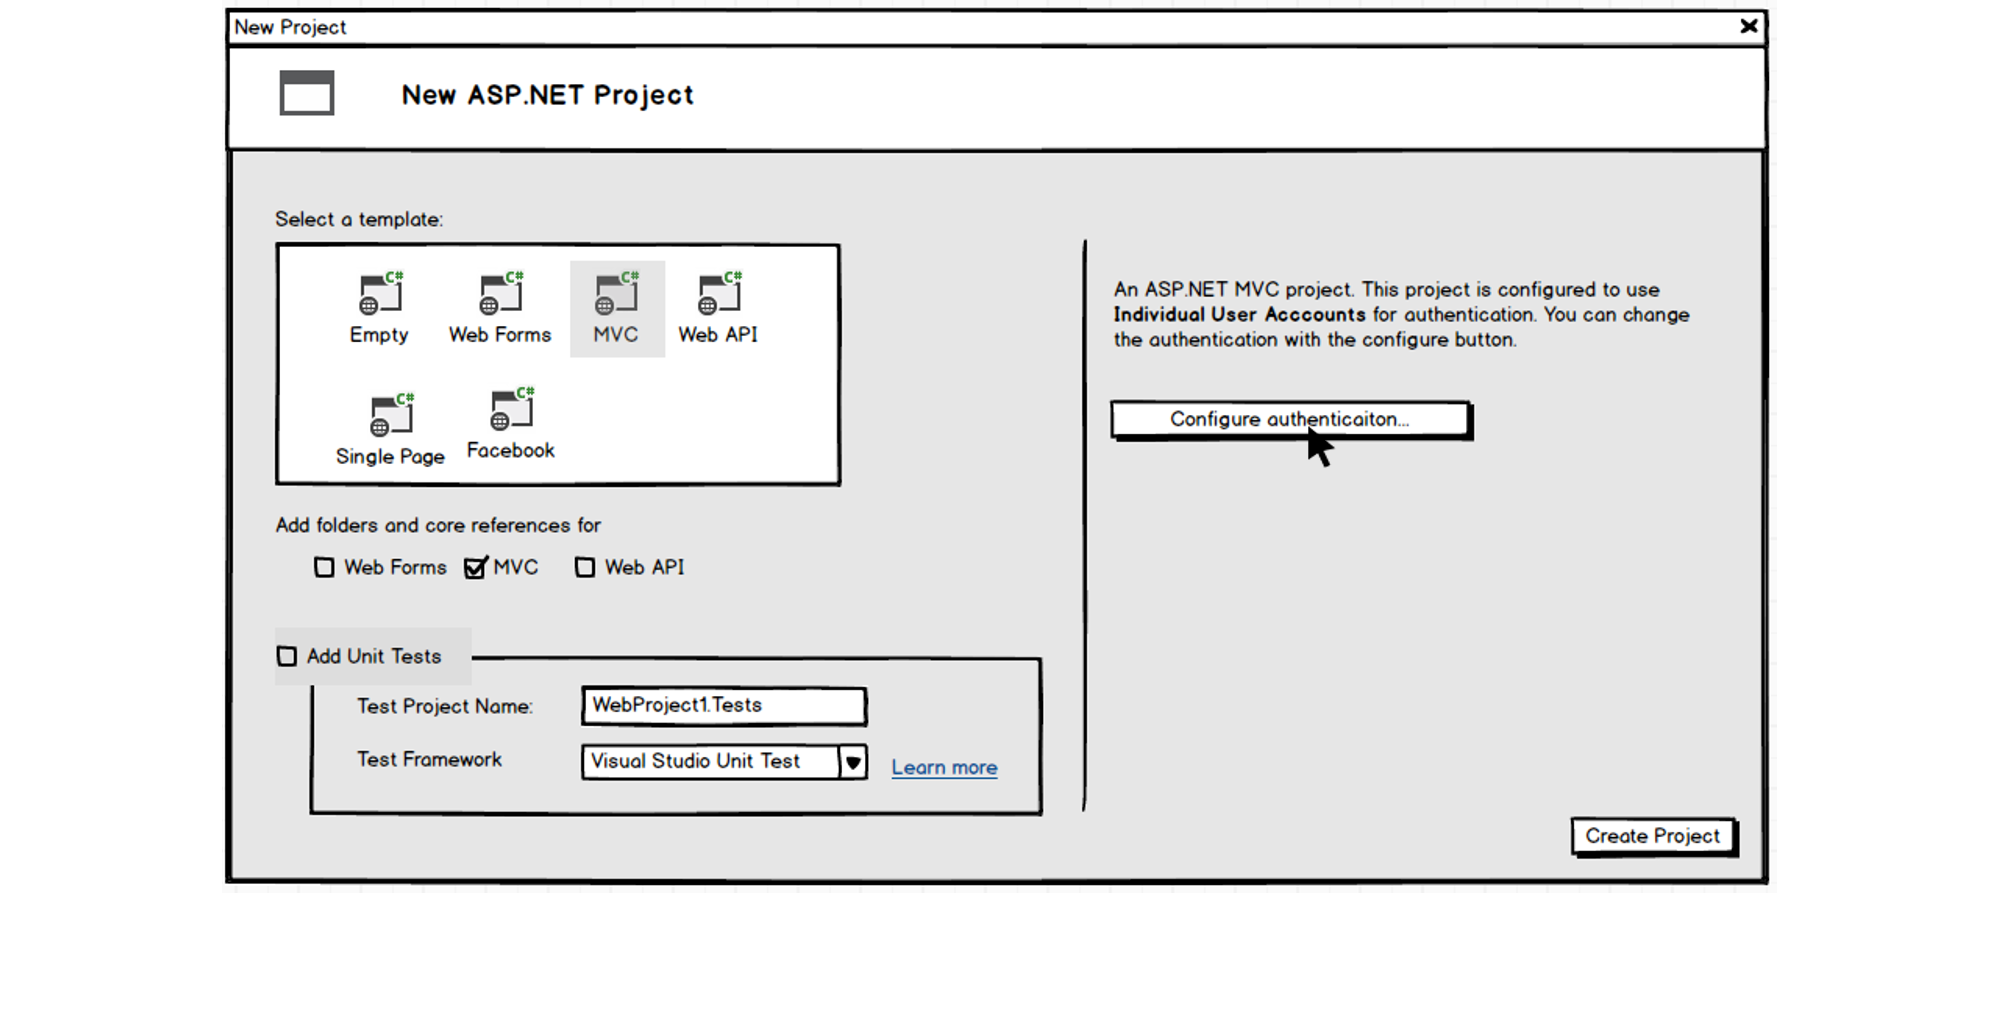 New Project
New ASP.NET Project
Select a template:
C# C# C# C#
Empty Web Forms MVC Web API
C# C#
Single Page Facebook
Add folders and core references for
Web Forms MVC Web API
Add Unit Tests
Test Project Name: WebProject1.Tests
Test Framework Visual Studio Unit Test Learn more
An ASP.NET MVC project. This project is configured to use
Individual User Acccounts for authentication. You can change
the authentication with the configure button.
Configure authenticaiton...
Create Project